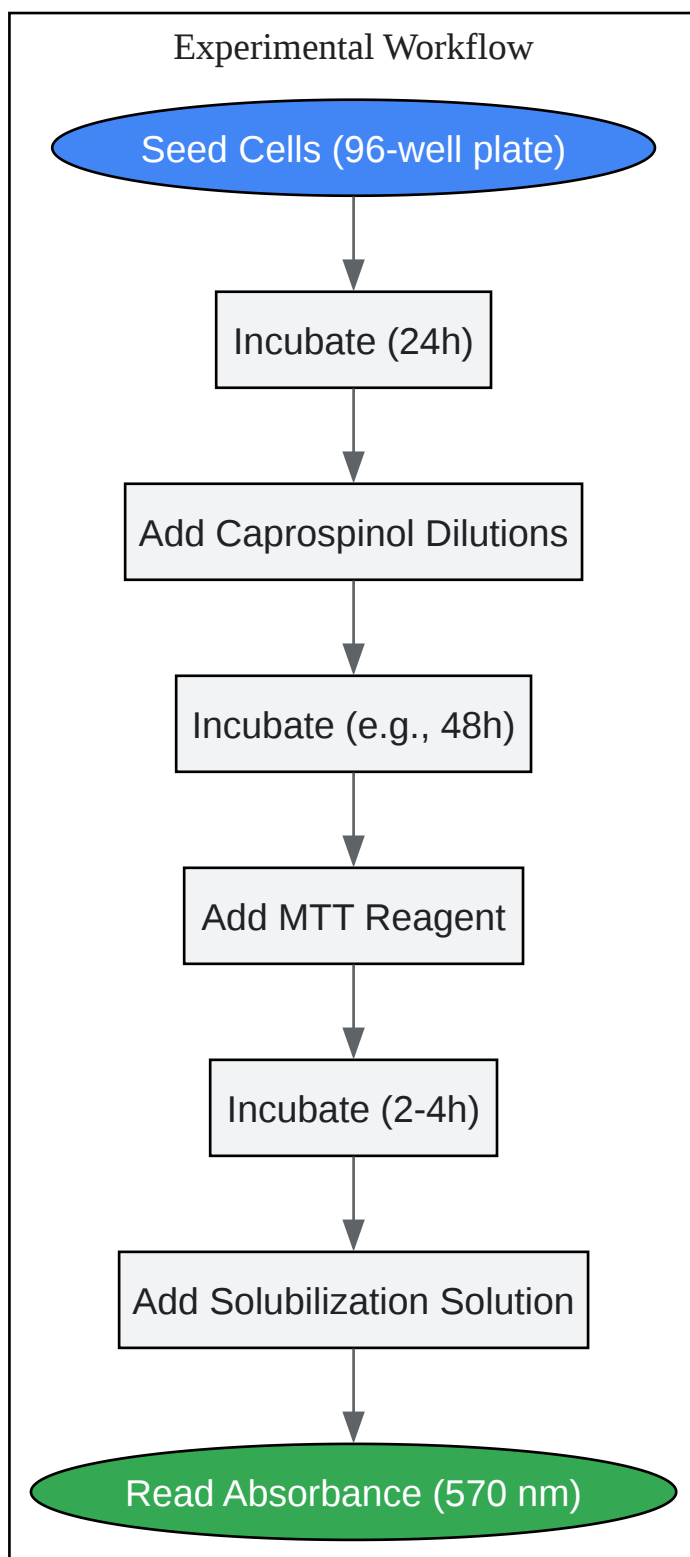 Experimental Workflow
Seed Cells (96-well plate)
Incubate (24h)
Add Caprospinol Dilutions
Incubate (e.g., 48h)
Add MTT Reagent
Incubate (2-4h)
Add Solubilization Solution
Read Absorbance (570 nm)